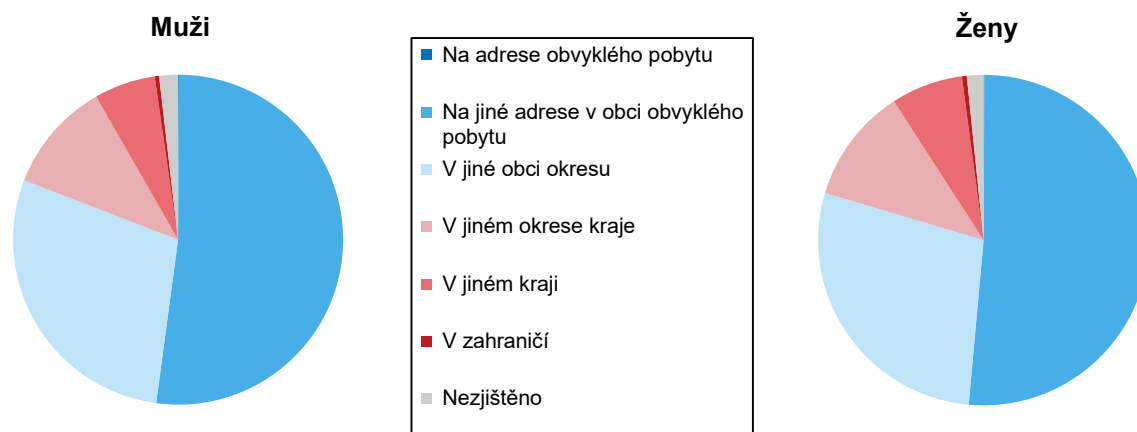 Muži
Na adrese obvyklého pobytu
Na jiné adrese v obci obvyklého
pobytu
V jiné obci okresu
V jiném okrese kraje
V jiném kraji
V zahraničí
Nezjištěno
Ženy